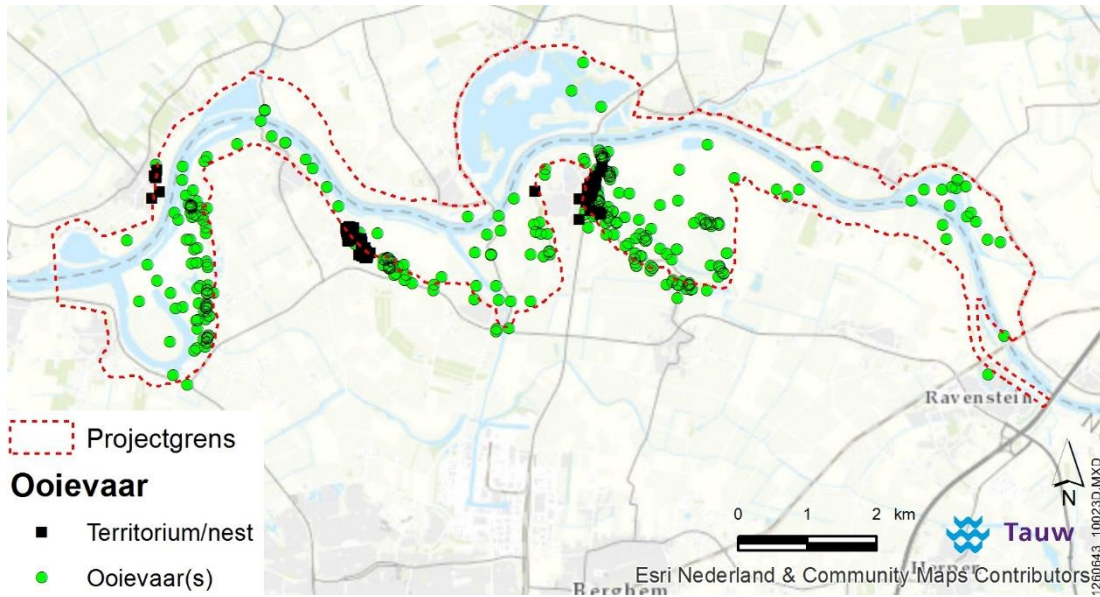 Ravenstein
Projectgrens
Ooievaar
Territorium/nest
Ooievaar(s)
0 1 2 km
N
Tauw
Esri Nederland & Community Maps Contributors
Berghem
1260643_10023D.MXD